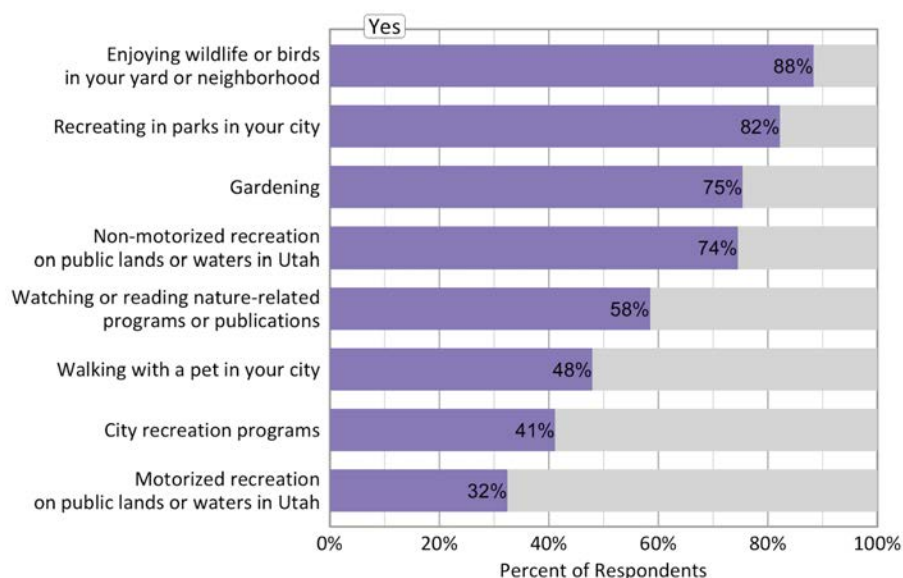 Yes
Enjoying wildlife or birds
in your yard or neighborhood
88%
Recreating in parks in your city
82%
Gardening
75%
Non-motorized recreation
on public lands or waters in Utah
74%
Watching or reading nature-related
programs or publications
58%
Walking with a pet in your city
48%
City recreation programs
41%
Motorized recreation
on public lands or waters in Utah
32%
0% 20% 40% 60% 80% 100%
Percent of Respondents